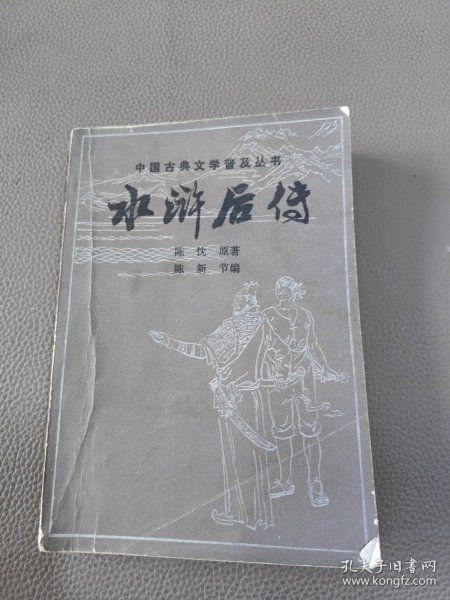 中国古典文学普及丛书
水浒后传
陈忱 原著
陈新 节编
孔夫子旧书网
www.kongfz.com